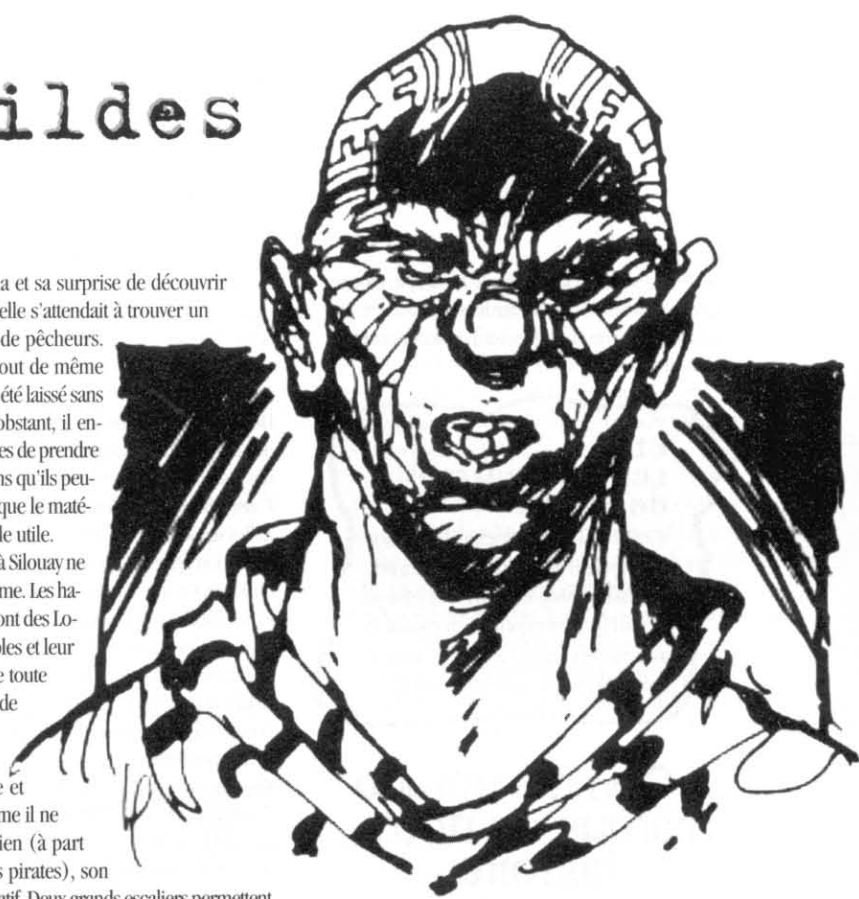 ildes
a et sa surprise de découvrir
elle s'attendait à trouver un
de pêcheurs.
out de même
été laissé sans
obstant, il en-
es de prendre
ns qu'ils peu-
que le maté-
le utile.
à Silouay ne
me. Les ha-
ont des Lo-
ples et leur
e toute
de
e et
me il ne
ien (à part
s pirates), son
atif. Deux grands escaliers permettent